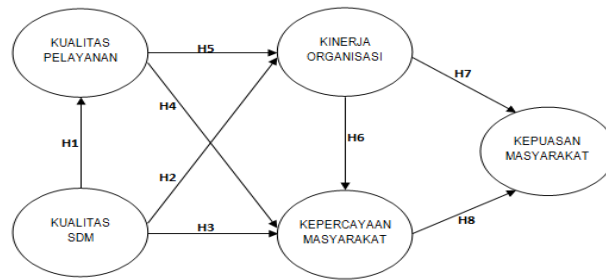 KUALITAS
PELAYANAN
H5
KINERJA
ORGANISASI
H7
H4
H1
H2
H6
KEPUASAN
MASYARAKAT
KUALITAS
SDM
H3
KEPERCAYAAN
MASYARAKAT
H8